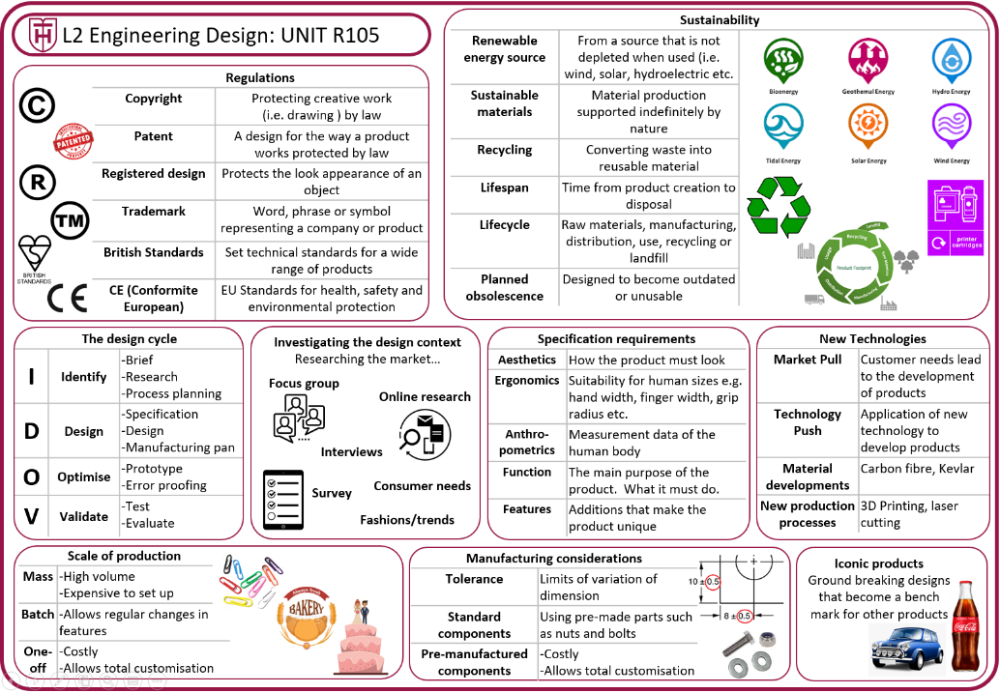 L2 Engineering Design: UNIT R105
Regulations
Copyright
Protecting creative work
(i.e. drawing ) by law
Patent
A design for the way a product
works protected by law
Registered design
Protects the look appearance of an
object
Trademark
Word, phrase or symbol
representing a company or product
British Standards
Set technical standards for a wide
range of products
CE (Conformite
European)
EU Standards for health, safety and
environmental protection
C
PATENTED
R
TM
BRITISH
STANDARDS
CE
Sustainability
Renewable
energy source
From a source that is not
depleted when used (i.e.
wind, solar, hydroelectric etc.
Sustainable
materials
Material production
supported indefinitely by
nature
Recycling
Converting waste into
reusable material
Lifespan
Time from product creation to
disposal
Lifecycle
Raw materials, manufacturing,
distribution, use, recycling or
landfill
Planned
obsolescence
Designed to become outdated
or unusable
Bioenergy
Geothermal Energy
Hydro Energy
Tidal Energy
Solar Energy
Wind Energy
printer
cartridges
Landfill
Recycling
Usage
Product Footprint
Distribution
Manufacturing
The design cycle
I
Identify
-Brief
-Research
-Process planning
D
Design
-Specification
-Design
-Manufacturing pan
O
Optimise
-Prototype
-Error proofing
V
Validate
-Test
-Evaluate
Investigating the design context
Researching the market...
Focus group
Online research
Interviews
Survey
Consumer needs
Fashions/trends
Specification requirements
Aesthetics
How the product must look
Ergonomics
Suitability for human sizes e.g.
hand width, finger width, grip
radius etc.
Anthro-
pometrics
Measurement data of the
human body
Function
The main purpose of the
product. What it must do.
Features
Additions that make the
product unique
New Technologies
Market Pull
Customer needs lead
to the development
of products
Technology
Push
Application of new
technology to
develop products
Material
developments
Carbon fibre, Kevlar
New production
processes
3D Printing, laser
cutting
Scale of production
Mass
-High volume
-Expensive to set up
Batch
-Allows regular changes in
features
One-
off
-Costly
-Allows total customisation
Always fresh
BAKERY
Manufacturing considerations
Tolerance
Limits of variation of
dimension
Standard
components
Using pre-made parts such
as nuts and bolts
Pre-manufactured
components
-Costly
-Allows total customisation
10 ± 0.5
8 ± 0.5
Iconic products
Ground breaking designs
that become a bench
mark for other products
Coca-Cola